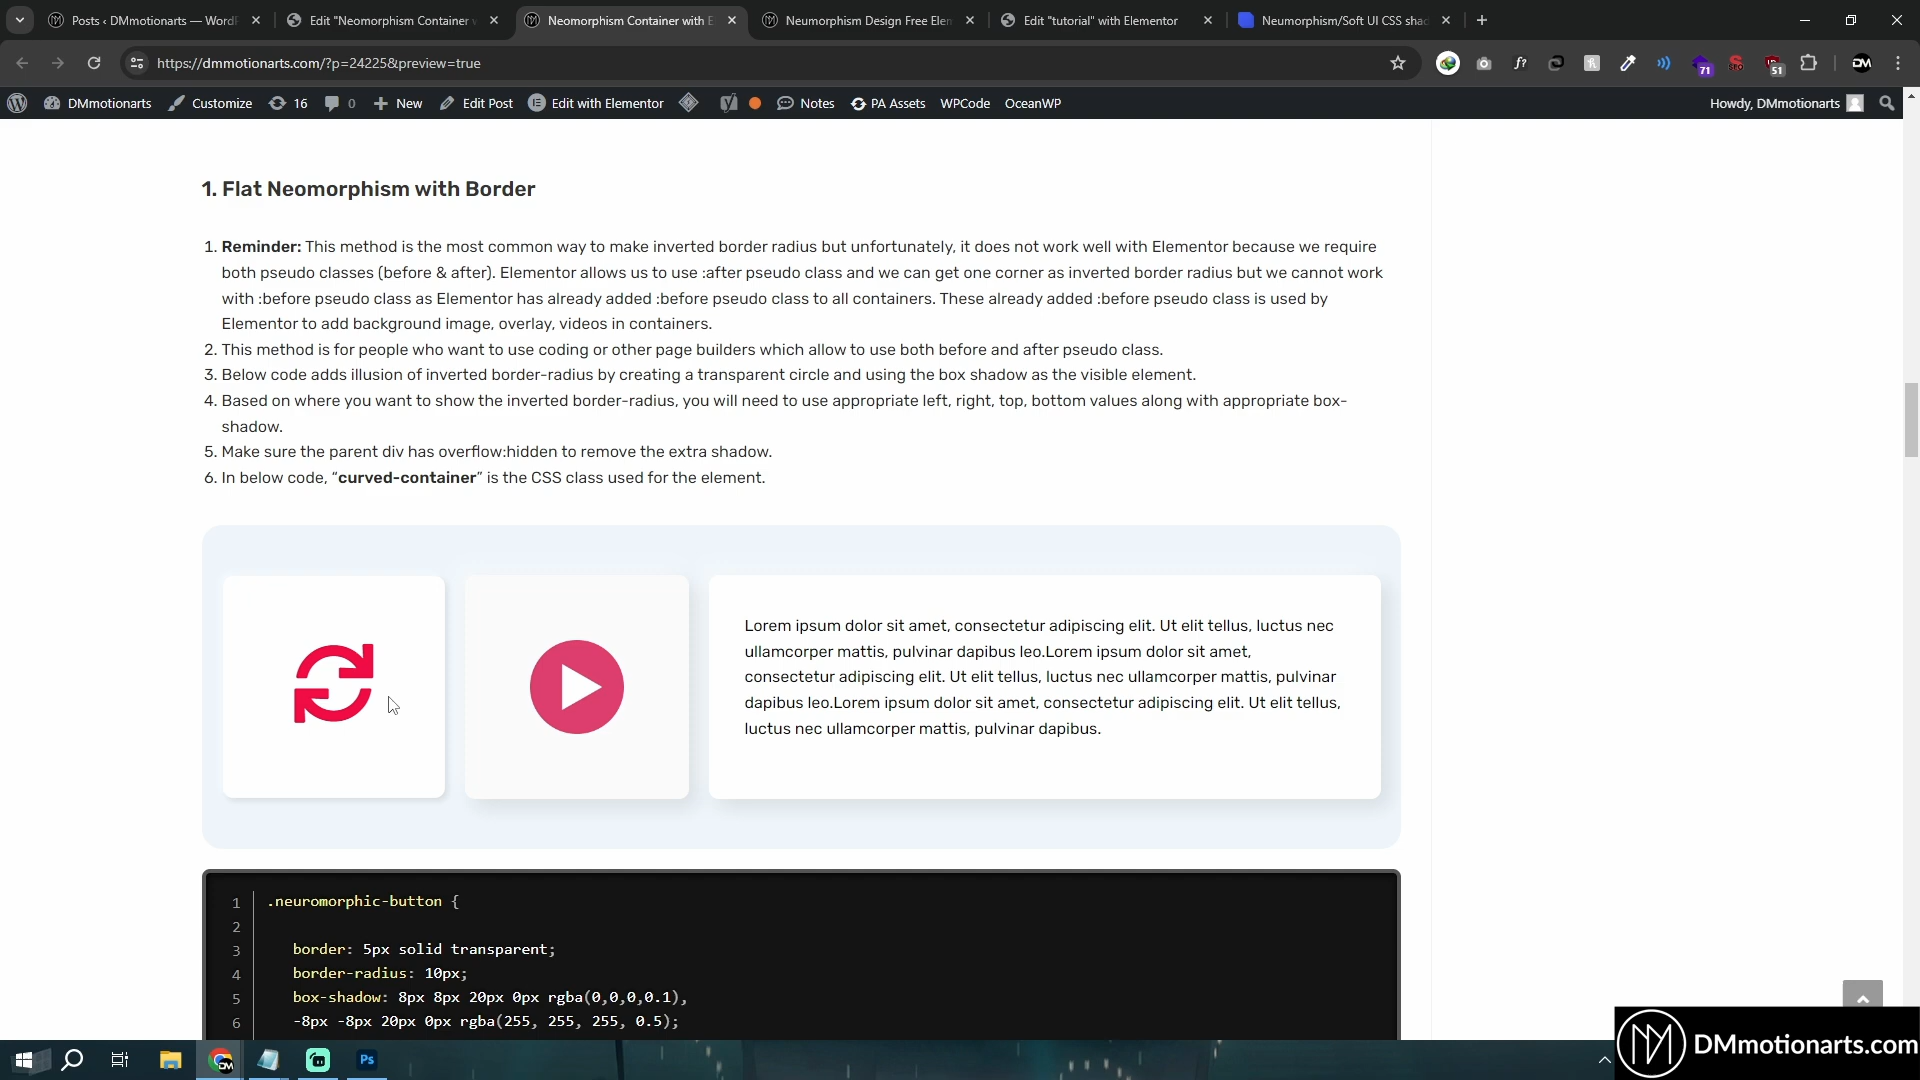 Posts ‹ DMmotionarts — WordP
Edit "Neomorphism Container w
Neomorphism Container with E
Neumorphism Design Free Elem
Edit "tutorial" with Elementor
Neumorphism/Soft UI CSS shad
https://dmmotionarts.com/?p=24225&preview=true
71
51
DM
DMmotionarts
Customize
16
0
New
Edit Post
Edit with Elementor
Notes
PA Assets
WPCode
OceanWP
Howdy, DMmotionarts
1. Flat Neomorphism with Border
1. Reminder: This method is the most common way to make inverted border radius but unfortunately, it does not work well with Elementor because we require
both pseudo classes (before & after). Elementor allows us to use :after pseudo class and we can get one corner as inverted border radius but we cannot work
with :before pseudo class as Elementor has already added :before pseudo class to all containers. These already added :before pseudo class is used by
Elementor to add background image, overlay, videos in containers.
2. This method is for people who want to use coding or other page builders which allow to use both before and after pseudo class.
3. Below code adds illusion of inverted border-radius by creating a transparent circle and using the box shadow as the visible element.
4. Based on where you want to show the inverted border-radius, you will need to use appropriate left, right, top, bottom values along with appropriate box-
shadow.
5. Make sure the parent div has overflow:hidden to remove the extra shadow.
6. In below code, “curved-container” is the CSS class used for the element.
Lorem ipsum dolor sit amet, consectetur adipiscing elit. Ut elit tellus, luctus nec
ullamcorper mattis, pulvinar dapibus leo.Lorem ipsum dolor sit amet,
consectetur adipiscing elit. Ut elit tellus, luctus nec ullamcorper mattis, pulvinar
dapibus leo.Lorem ipsum dolor sit amet, consectetur adipiscing elit. Ut elit tellus,
luctus nec ullamcorper mattis, pulvinar dapibus.
1 .neuromorphic-button {
2
3 border: 5px solid transparent;
4 border-radius: 10px;
5 box-shadow: 8px 8px 20px 0px rgba(0,0,0,0.1),
6 -8px -8px 20px 0px rgba(255, 255, 255, 0.5);
Ps
DMmotionarts.com